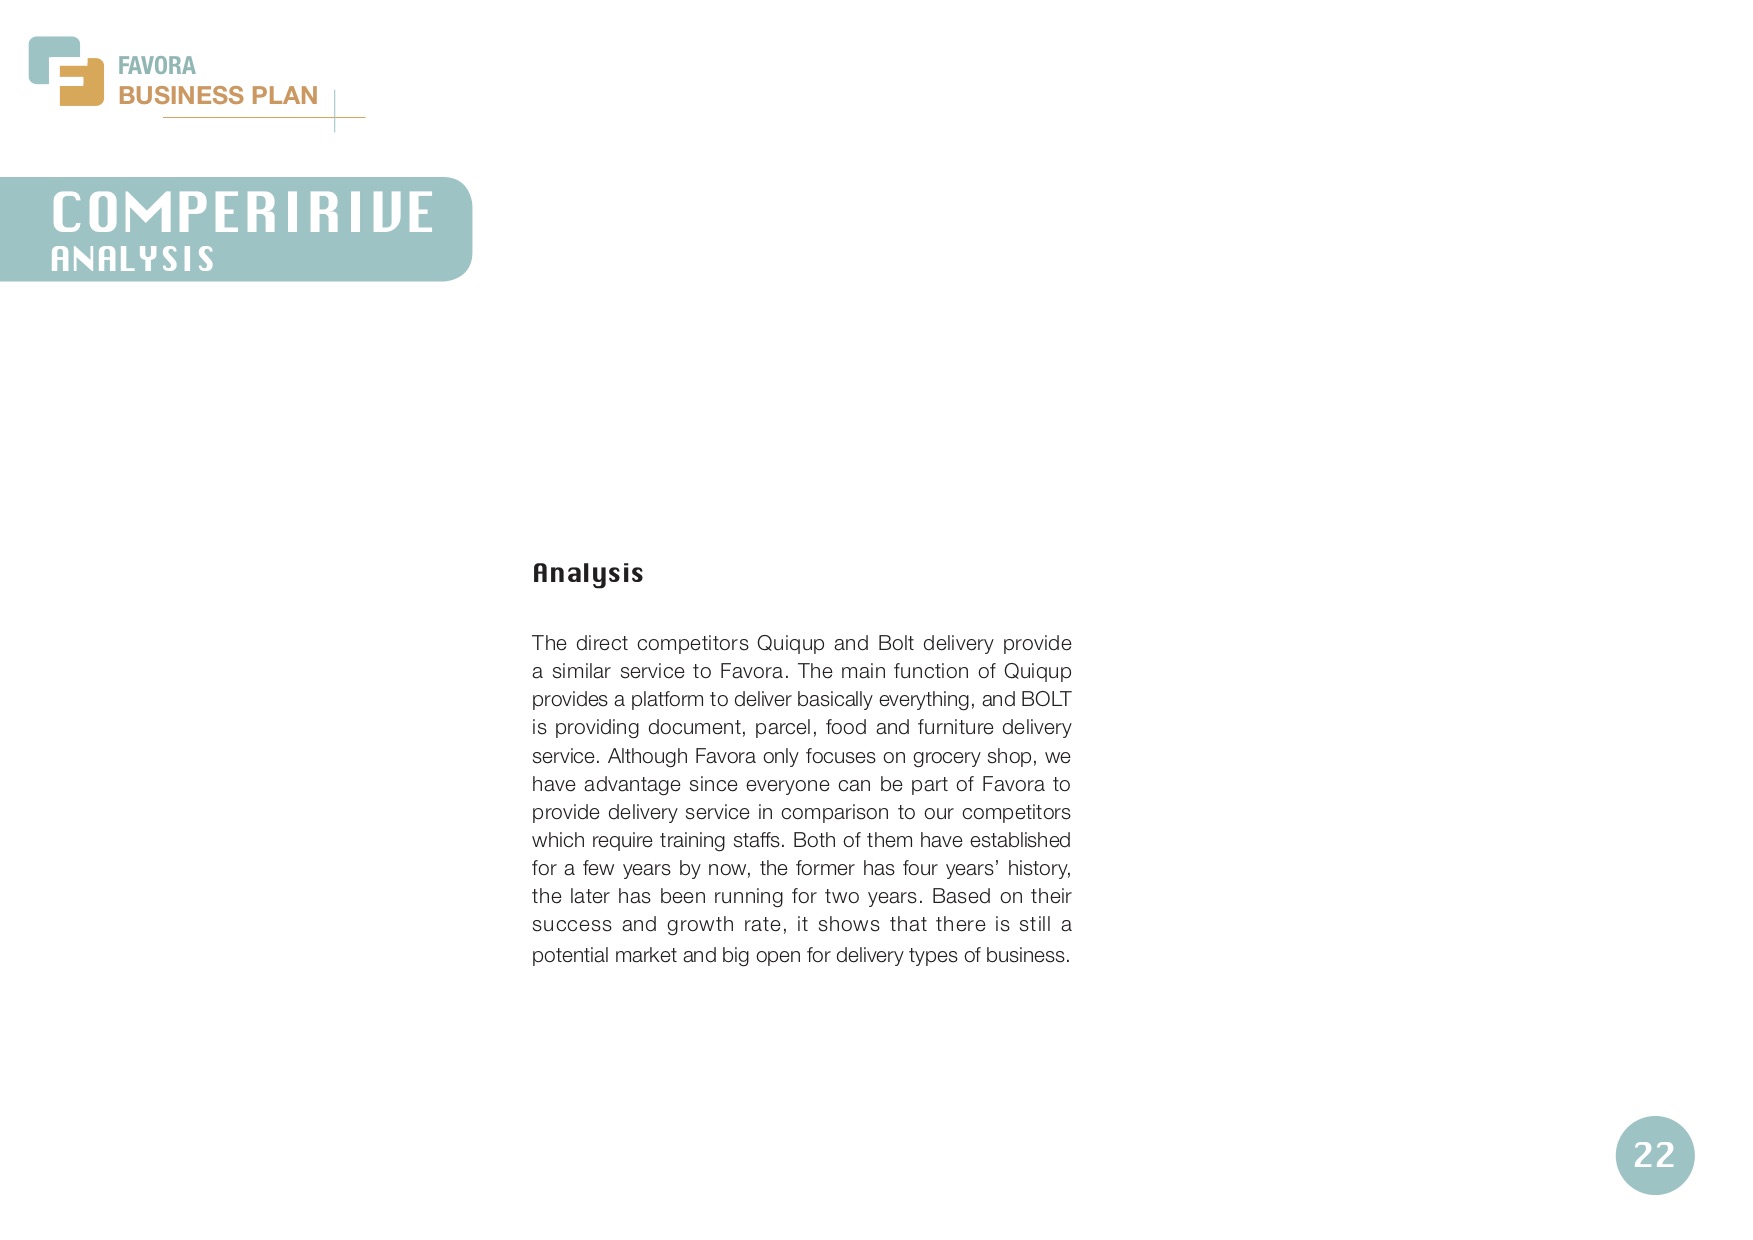 FAVORA
BUSINESS PLAN
COMPERIRIVE
ANALYSIS
Analysis
The direct competitors Quiqup and Bolt delivery provide
a similar service to Favora. The main function of Quiqup
provides a platform to deliver basically everything, and BOLT
is providing document, parcel, food and furniture delivery
service. Although Favora only focuses on grocery shop, we
have advantage since everyone can be part of Favora to
provide delivery service in comparison to our competitors
which require training staffs. Both of them have established
for a few years by now, the former has four years’ history,
the later has been running for two years. Based on their
success and growth rate, it shows that there is still a
potential market and big open for delivery types of business.
22